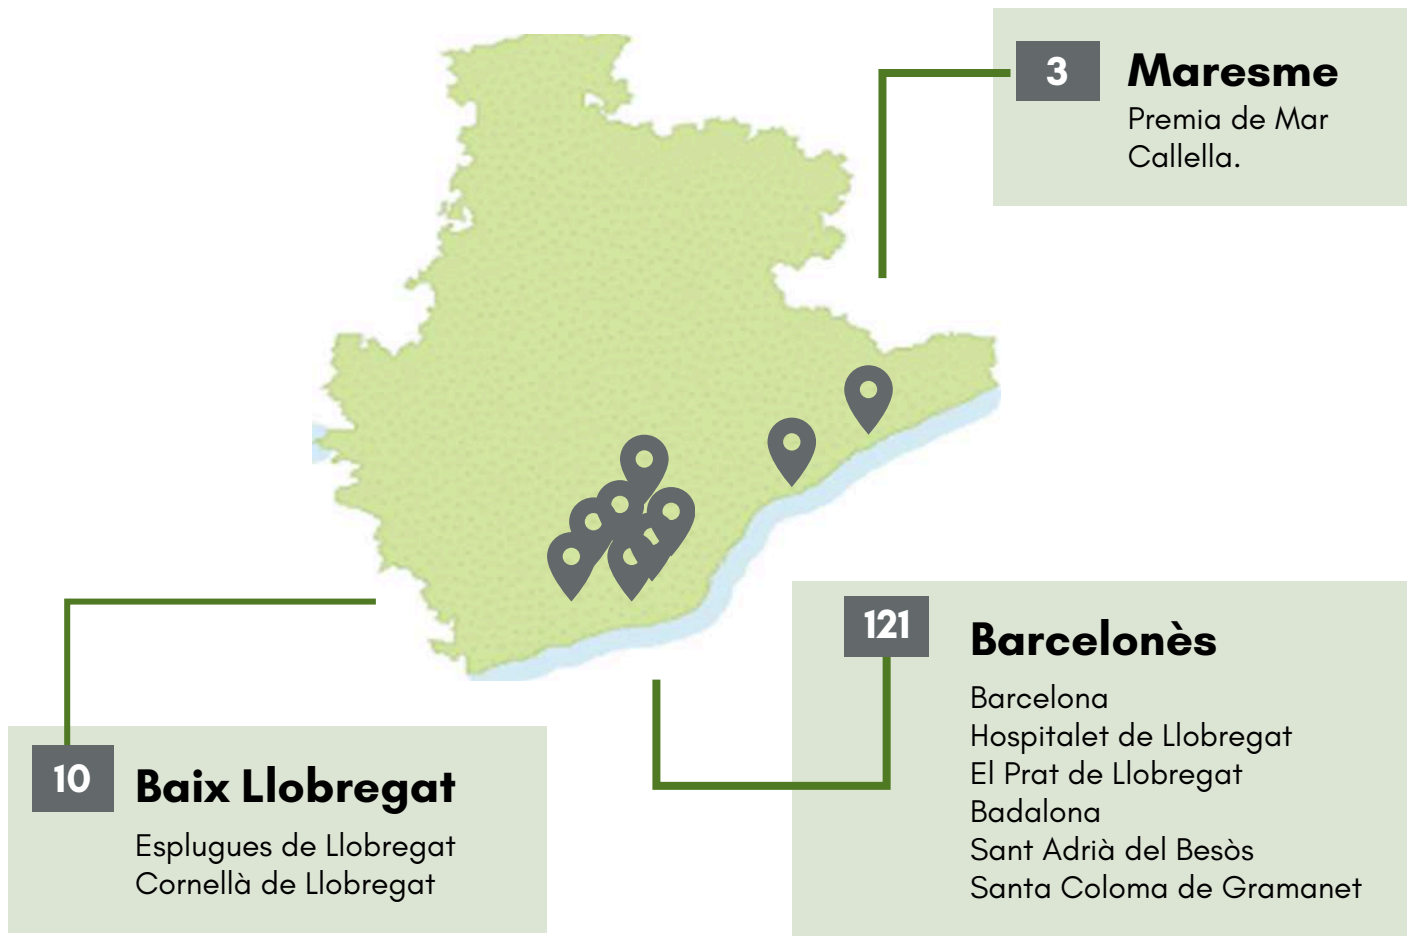 3
Maresme
Premia de Mar
Callella.
121
Barcelonès
Barcelona
Hospitalet de Llobregat
El Prat de Llobregat
Badalona
Sant Adrià del Besòs
Santa Coloma de Gramanet
10
Baix Llobregat
Esplugues de Llobregat
Cornellà de Llobregat